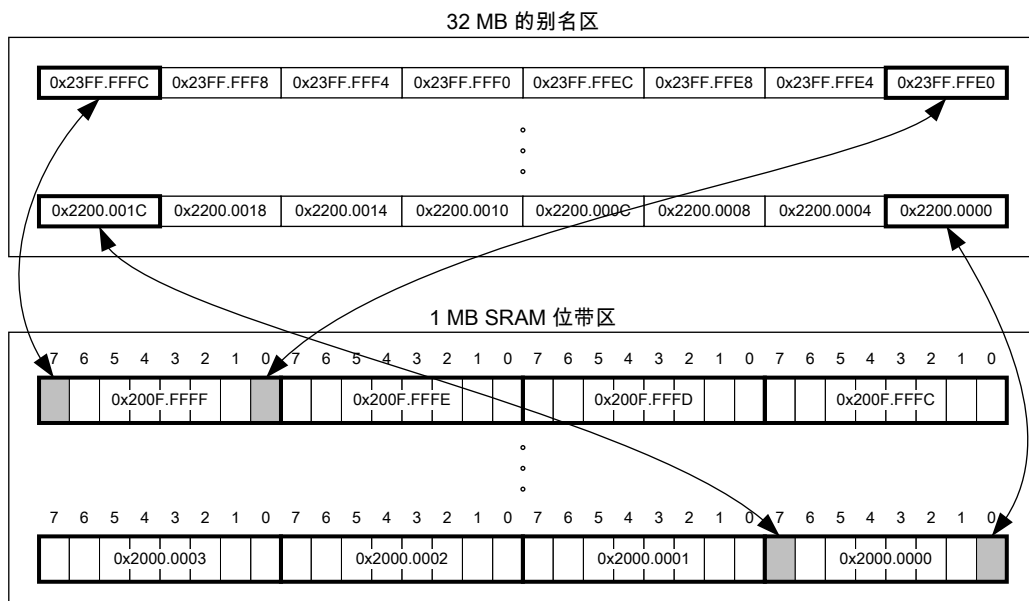 32 MB 的别名区
0x23FF.FFFC 0x23FF.FFF8 0x23FF.FFF4 0x23FF.FFF0 0x23FF.FFEC 0x23FF.FFE8 0x23FF.FFE4 0x23FF.FFE0
0x2200.001C 0x2200.0018 0x2200.0014 0x2200.0010 0x2200.000C 0x2200.0008 0x2200.0004 0x2200.0000
1 MB SRAM 位带区
7 6 5 4 3 2 1 0 7 6 5 4 3 2 1 0 7 6 5 4 3 2 1 0 7 6 5 4 3 2 1 0
0x200F.FFFF 0x200F.FFFE 0x200F.FFFD 0x200F.FFFC
7 6 5 4 3 2 1 0 7 6 5 4 3 2 1 0 7 6 5 4 3 2 1 0 7 6 5 4 3 2 1 0
0x2000.0003 0x2000.0002 0x2000.0001 0x2000.0000